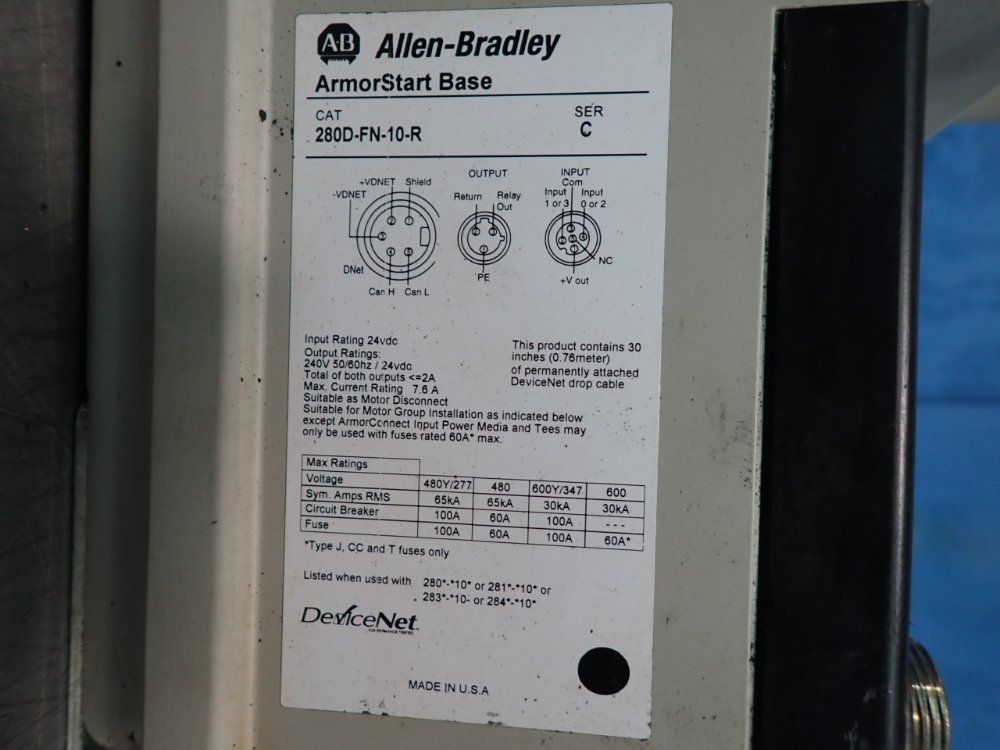 A-B Allen-Bradley
ArmorStart Base
CAT SER
280D-FN-10-R C
OUTPUT INPUT
+VDNET Shield
-VDNET
Return Relay Out
Com
Input 1 or 3 Input 0 or 2
DNet
Can H Can L
PE
NC
+V out
Input Rating 24vdc
Output Ratings:
240V 50/60hz / 24vdc
Total of both outputs <=2A
Max. Current Rating 7.6 A
Suitable as Motor Disconnect
Suitable for Motor Group Installation as indicated below
except ArmorConnect Input Power Media and Tees may
only be used with fuses rated 60A* max.
This product contains 30
inches (0.76meter)
of permanently attached
DeviceNet drop cable
Max Ratings
Voltage 480Y/277 480 600Y/347 600
Sym. Amps RMS 65kA 65kA 30kA 30kA
Circuit Breaker 100A 60A 100A ---
Fuse 100A 60A 100A 60A*
*Type J, CC and T fuses only
Listed when used with 280*-*10* or 281*-*10* or
283*-*10- or 284*-*10*
DeviceNet
CONFORMANCE TESTED
MADE IN U.S.A